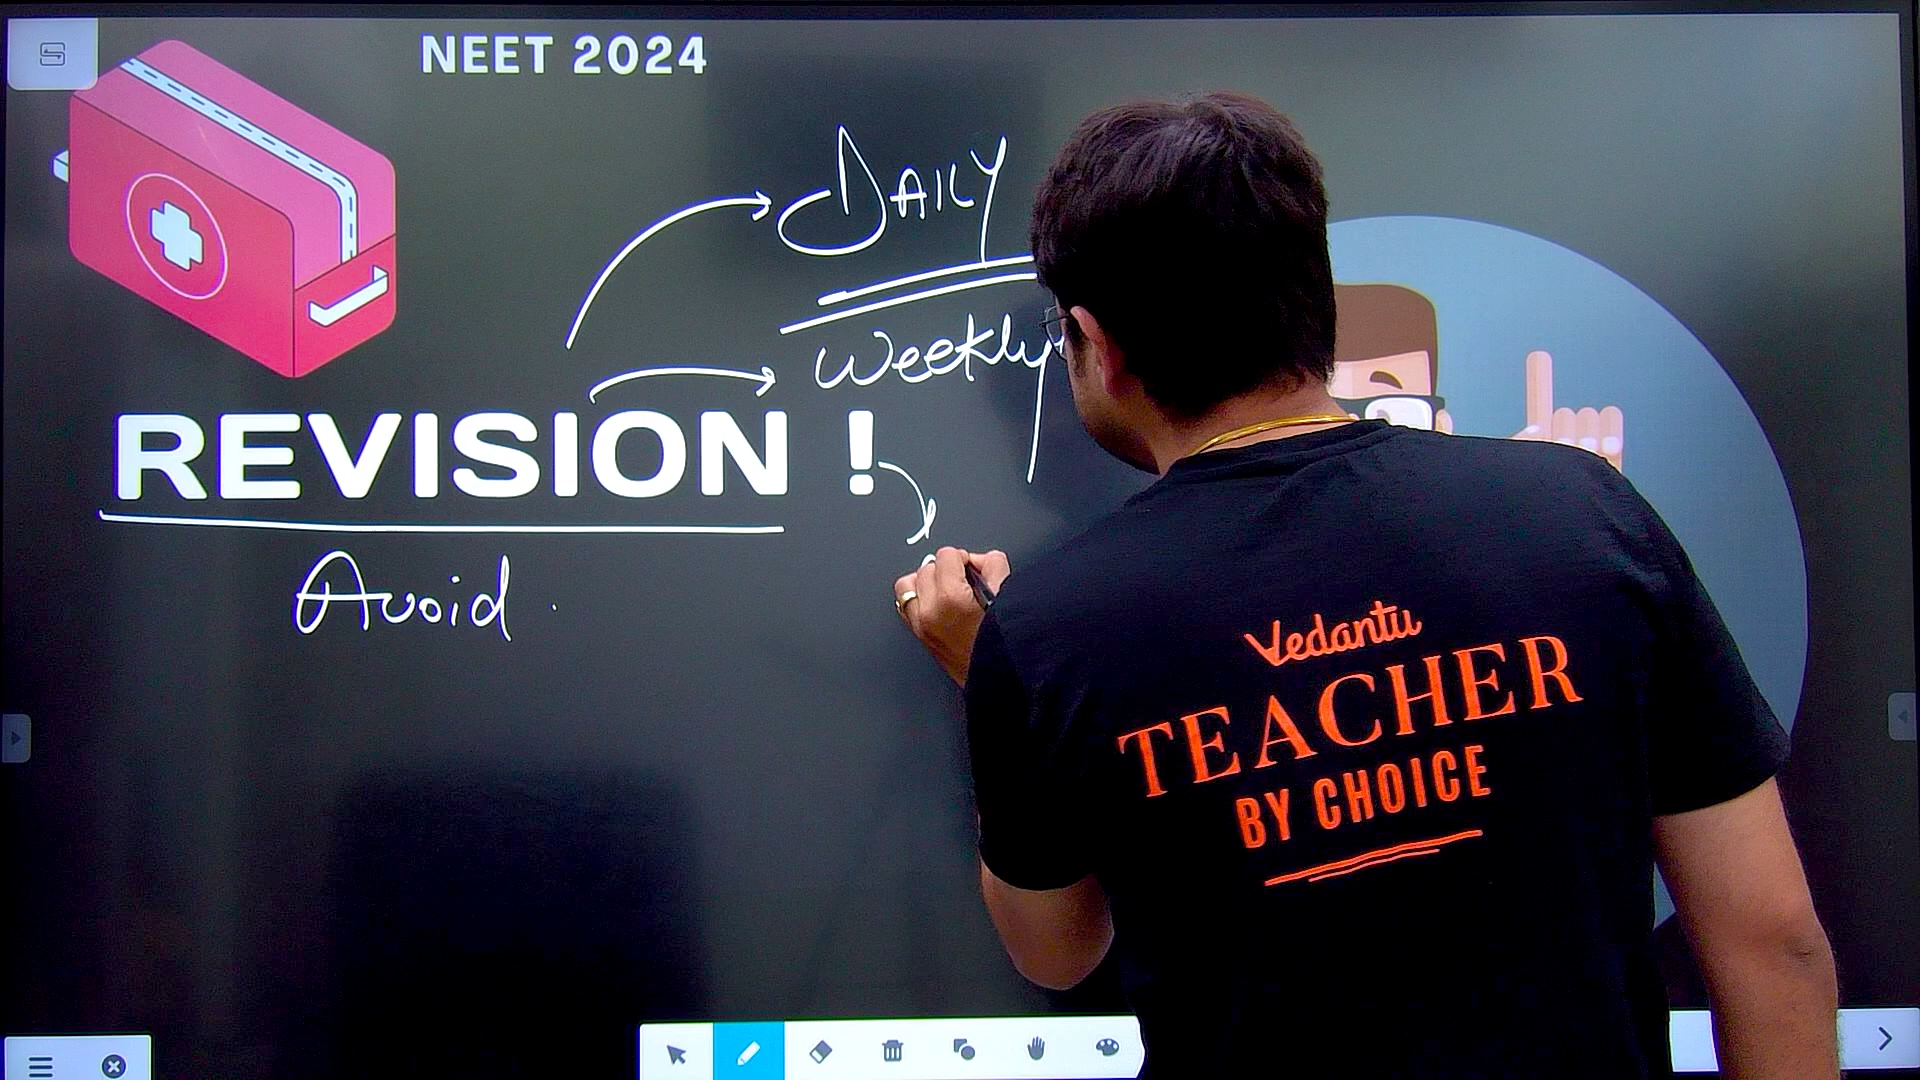 NEET 2024
DAILY
Weekly
REVISION !
Avoid
Vedantu
TEACHER
BY CHOICE